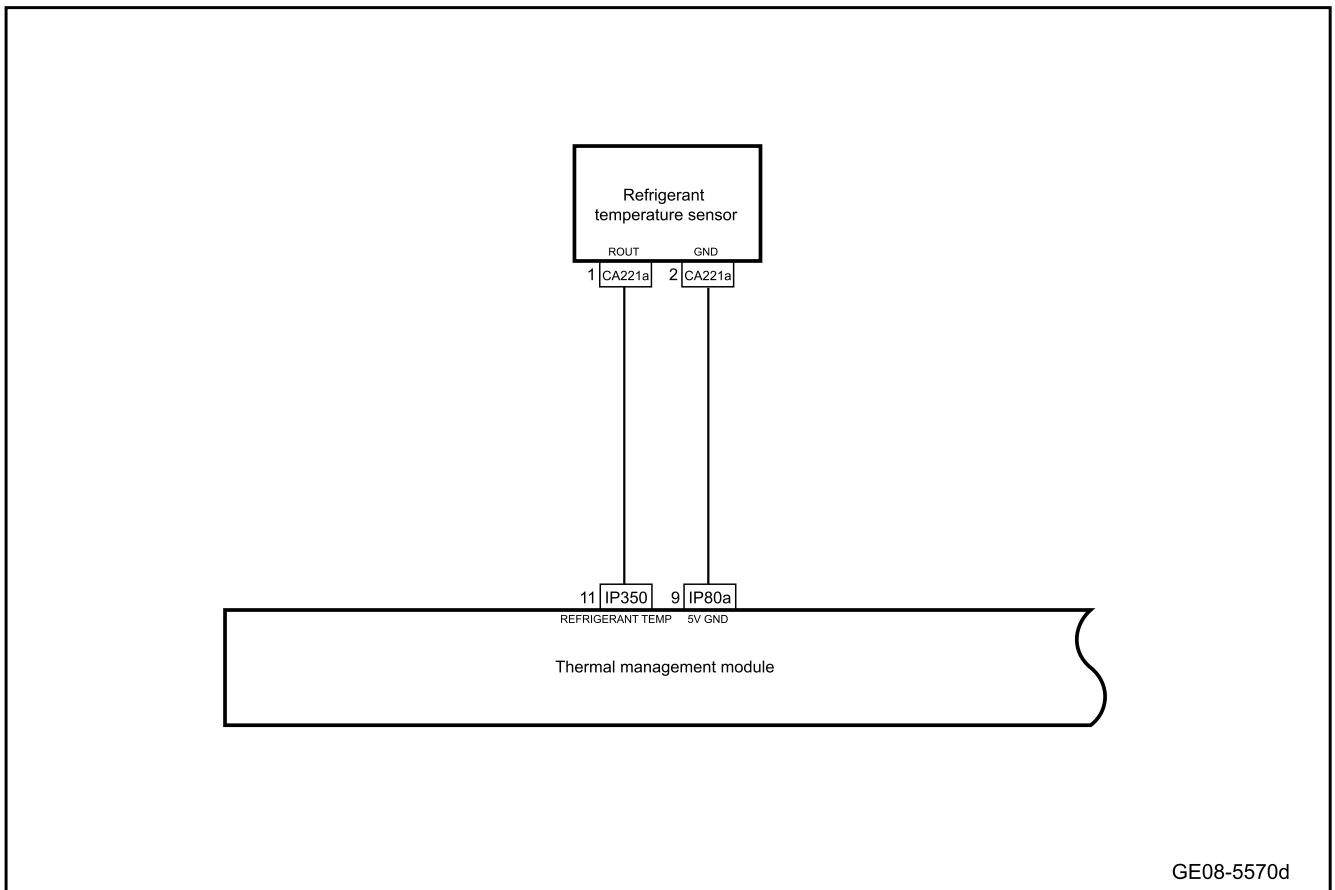 Refrigerant
temperature sensor
ROUT GND
1 CA221a 2 CA221a
11 IP350 9 IP80a
REFRIGERANT TEMP 5V GND
Thermal management module
GE08-5570d